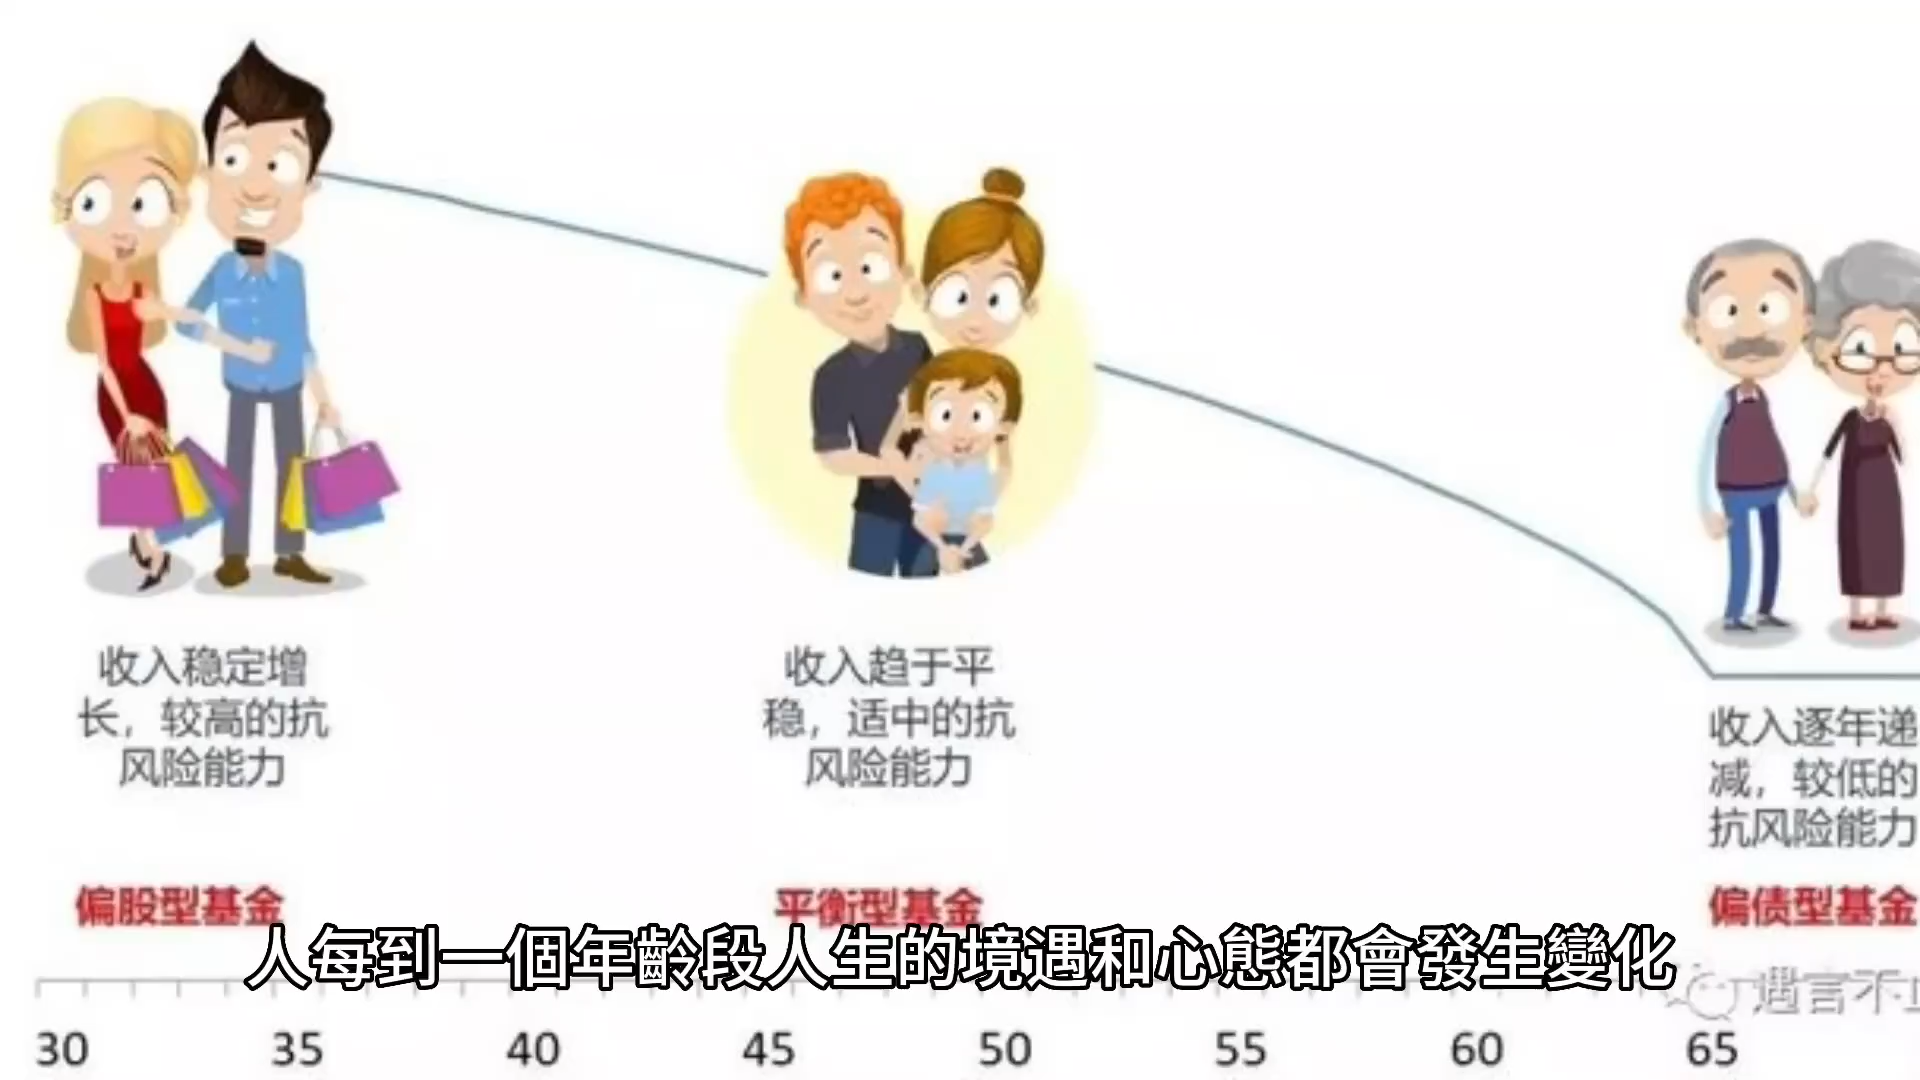 收入稳定增
长，较高的抗
风险能力
收入趋于平
稳，适中的抗
风险能力
收入逐年递
减，较低的
抗风险能力
偏股型基金
平衡型基金
偏债型基金
人每到一個年齡段人生的境遇和心態都會發生變化
遇言不
30 35 40 45 50 55 60 65